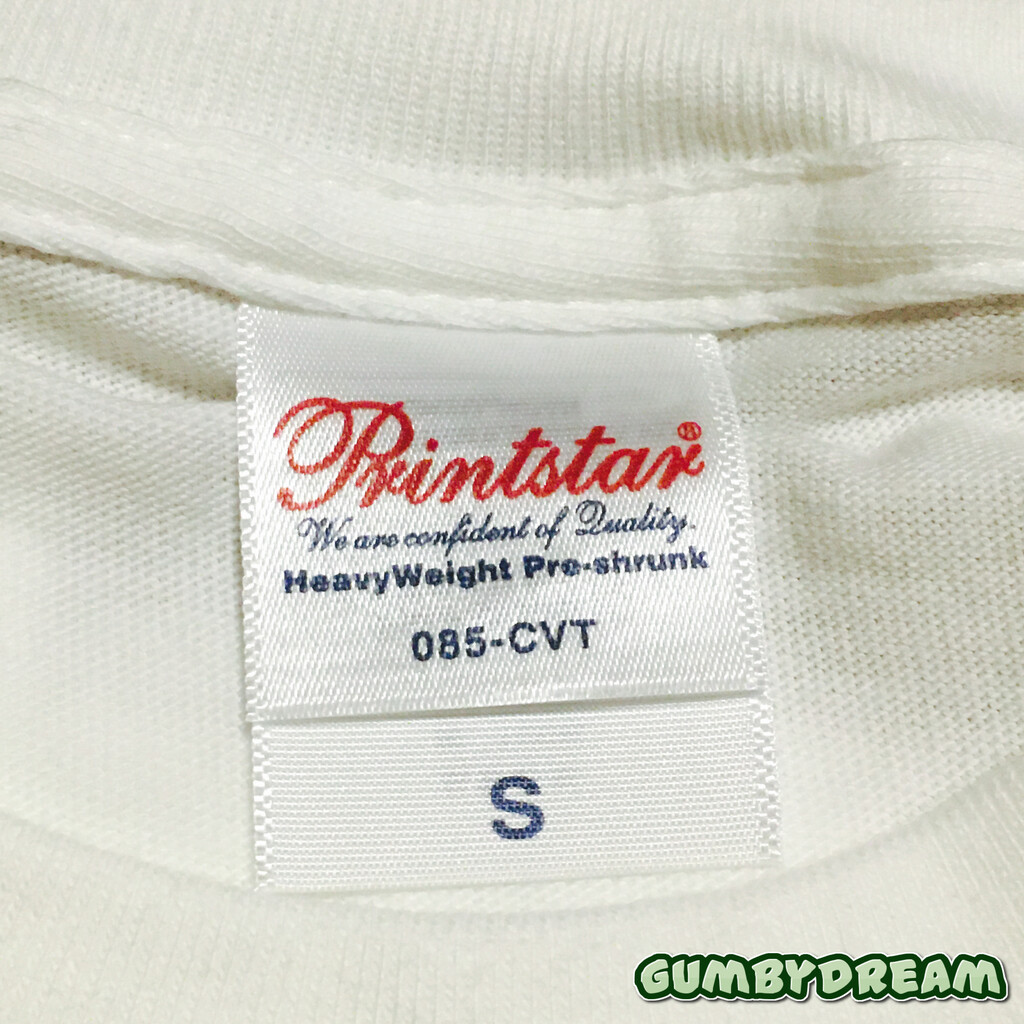 Printstar®
We are confident of Quality.
HeavyWeight Pre-shrunk
085-CVT
S
GUMBYDREAM